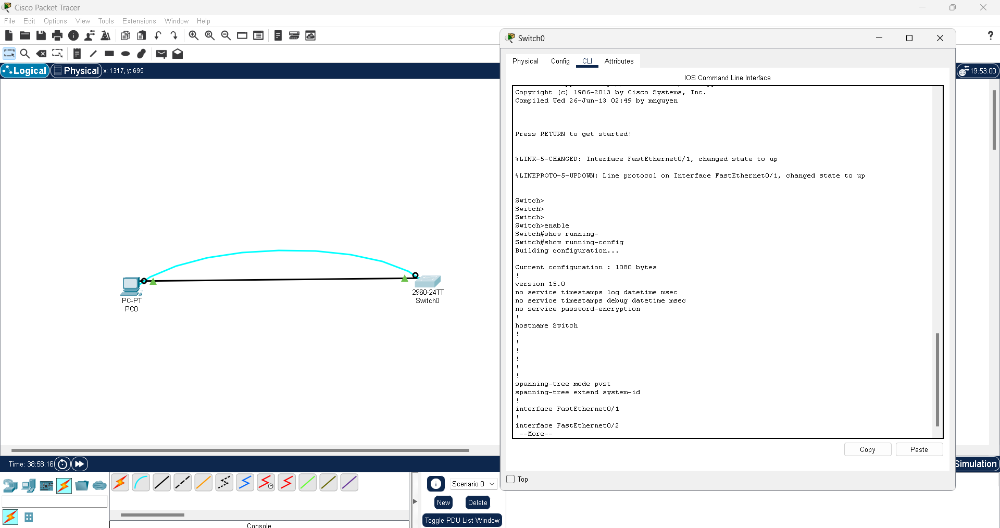 Cisco Packet Tracer
File Edit Options View Tools Extensions Window Help
Logical Physical x: 1317, y: 695
19:53:00
PC-PT
PC0
2960-24TT
Switch0
Switch0
Physical Config CLI Attributes
IOS Command Line Interface
Copyright (c) 1986-2013 by Cisco Systems, Inc.
Compiled Wed 26-Jun-13 02:49 by mnguyen
Press RETURN to get started!
%LINK-5-CHANGED: Interface FastEthernet0/1, changed state to up
%LINEPROTO-5-UPDOWN: Line protocol on Interface FastEthernet0/1, changed state to up
Switch>
Switch>
Switch>
Switch>enable
Switch#show running-
Switch#show running-config
Building configuration...
Current configuration : 1080 bytes
!
version 15.0
no service timestamps log datetime msec
no service timestamps debug datetime msec
no service password-encryption
!
hostname Switch
!
!
!
!
!
!
spanning-tree mode pvst
spanning-tree extend system-id
!
interface FastEthernet0/1
!
interface FastEthernet0/2
--More--
Copy Paste
Top
Time: 38:58:16
Simulation
Scenario 0
New Delete
Toggle PDU List Window
Console